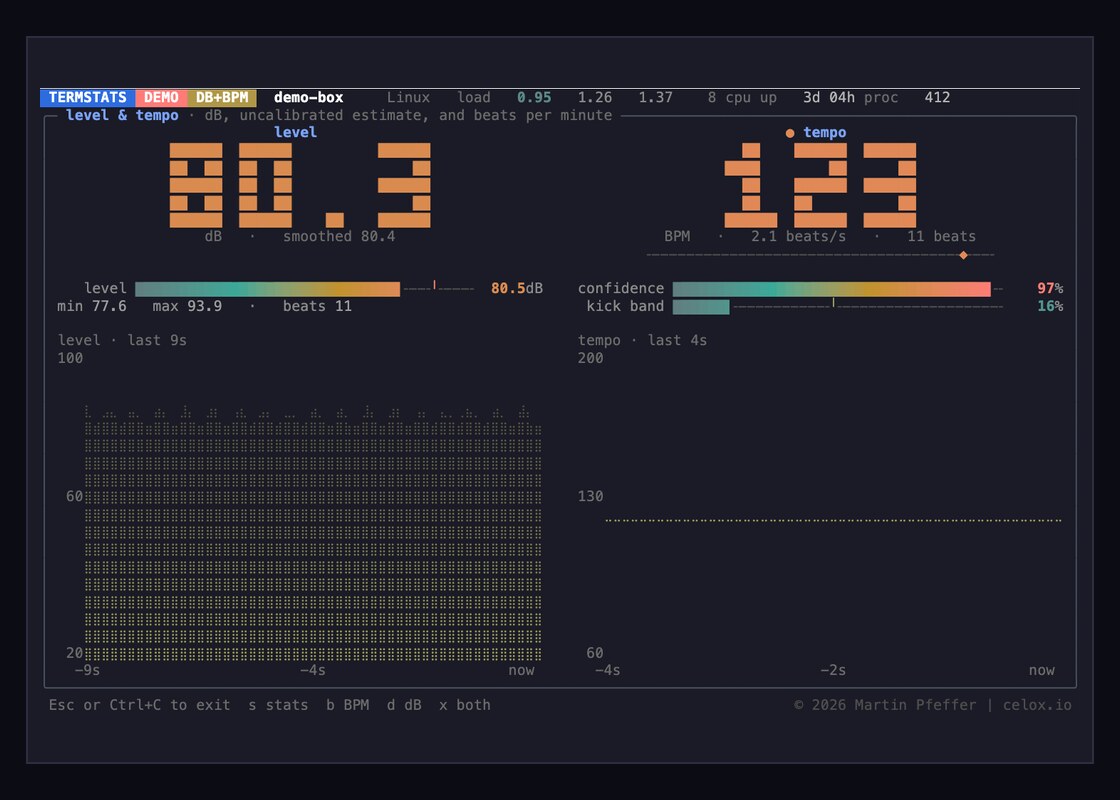 TERMSTATS DEMO DB+BPM demo-box Linux load 0.95 1.26 1.37 8 cpu up 3d 04h proc 412
level & tempo · dB, uncalibrated estimate, and beats per minute
level ● tempo
80.3 123
dB · smoothed 80.4 BPM · 2.1 beats/s · 11 beats
level 80.5dB confidence 97%
min 77.6 max 93.9 · beats 11 kick band 16%
level · last 9s tempo · last 4s
100 200
60 130
20 60
-9s -4s now -4s -2s now
Esc or Ctrl+C to exit s stats b BPM d dB x both © 2026 Martin Pfeffer | celox.io